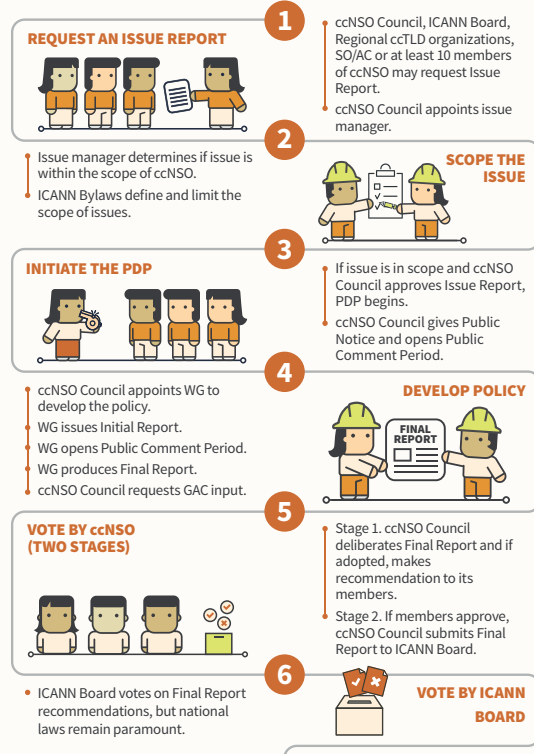 1
REQUEST AN ISSUE REPORT
ccNSO Council, ICANN Board,
Regional ccTLD organizations,
SO/AC or at least 10 members
of ccNSO may request Issue
Report.
ccNSO Council appoints issue
manager.
2
SCOPE THE
ISSUE
Issue manager determines if issue is
within the scope of ccNSO.
ICANN Bylaws define and limit the
scope of issues.
3
INITIATE THE PDP
If issue is in scope and ccNSO
Council approves Issue Report,
PDP begins.
ccNSO Council gives Public
Notice and opens Public
Comment Period.
4
DEVELOP POLICY
ccNSO Council appoints WG to
develop the policy.
WG issues Initial Report.
WG opens Public Comment Period.
WG produces Final Report.
ccNSO Council requests GAC input.
FINAL
REPORT
5
VOTE BY ccNSO
(TWO STAGES)
Stage 1. ccNSO Council
deliberates Final Report and if
adopted, makes
recommendation to its
members.
Stage 2. If members approve,
ccNSO Council submits Final
Report to ICANN Board.
6
VOTE BY ICANN
BOARD
ICANN Board votes on Final Report
recommendations, but national
laws remain paramount.